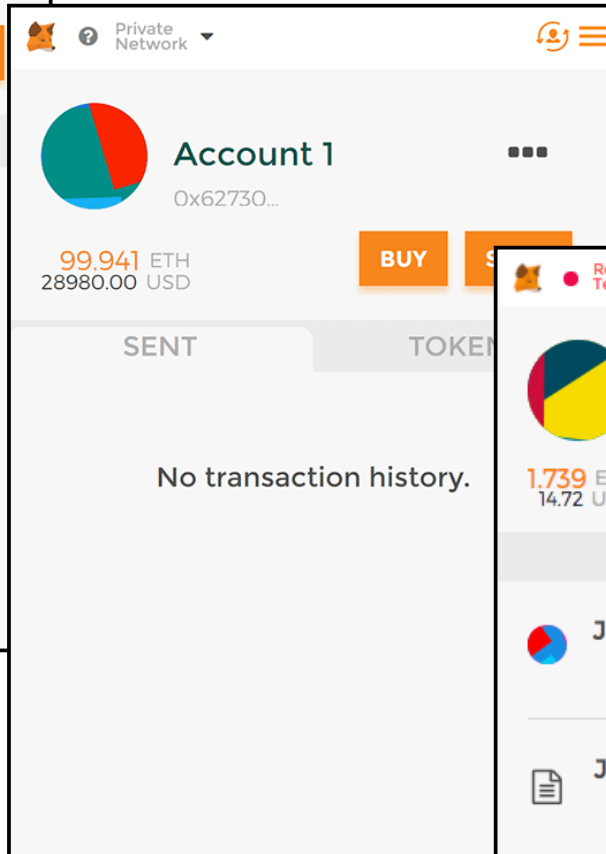 Private
Network
Account 1
0x62730...
99.941 ETH
28980.00 USD
BUY
SENT
No transaction history.
1.739
14.72